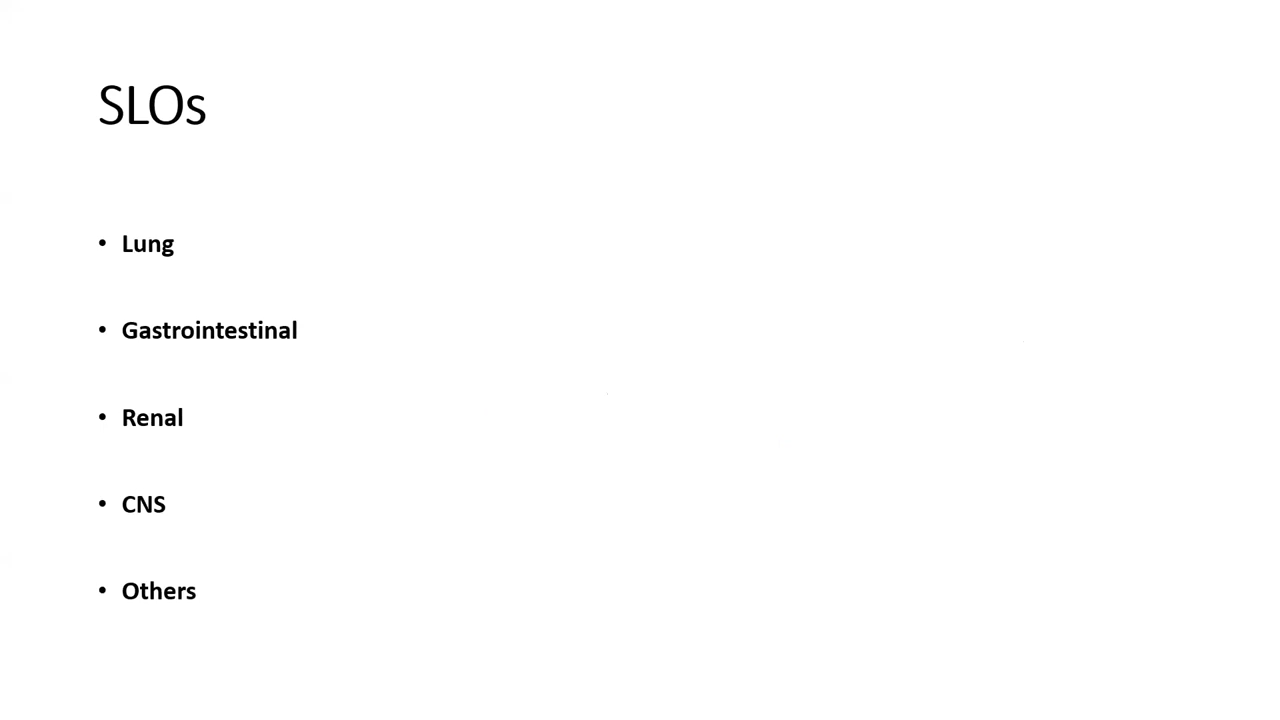 SLOs
• Lung
• Gastrointestinal
• Renal
• CNS
• Others